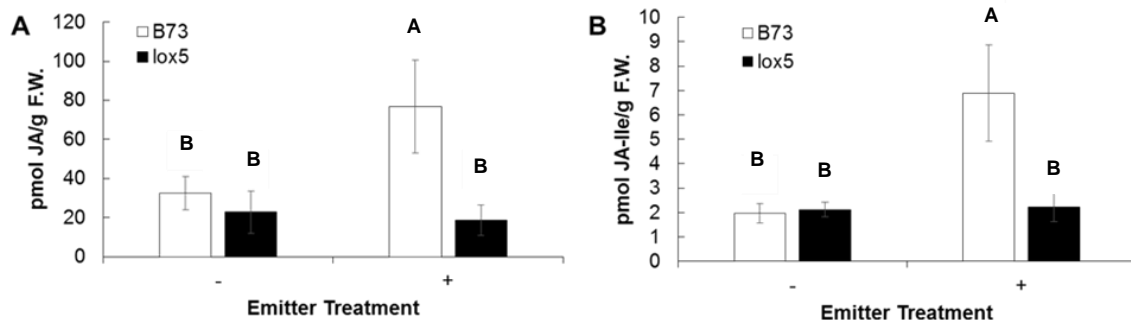 A
B73
lox5
120
100
80
60
40
20
0
pmol JA/g F.W.
B
B
A
B
-
+
Emitter Treatment
B
B73
lox5
10
9
8
7
6
5
4
3
2
1
0
pmol JA-Ile/g F.W.
B
B
A
B
-
+
Emitter Treatment